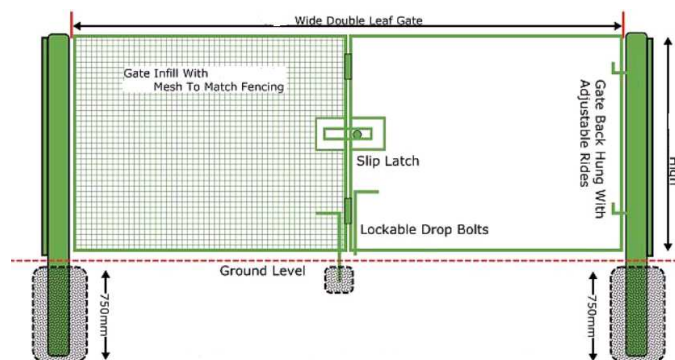 Wide Double Leaf Gate
Gate Infill With
Mesh To Match Fencing
Gate Back Hung With
Adjustable Rides
High
Slip Latch
Lockable Drop Bolts
Ground Level
750mm
750mm